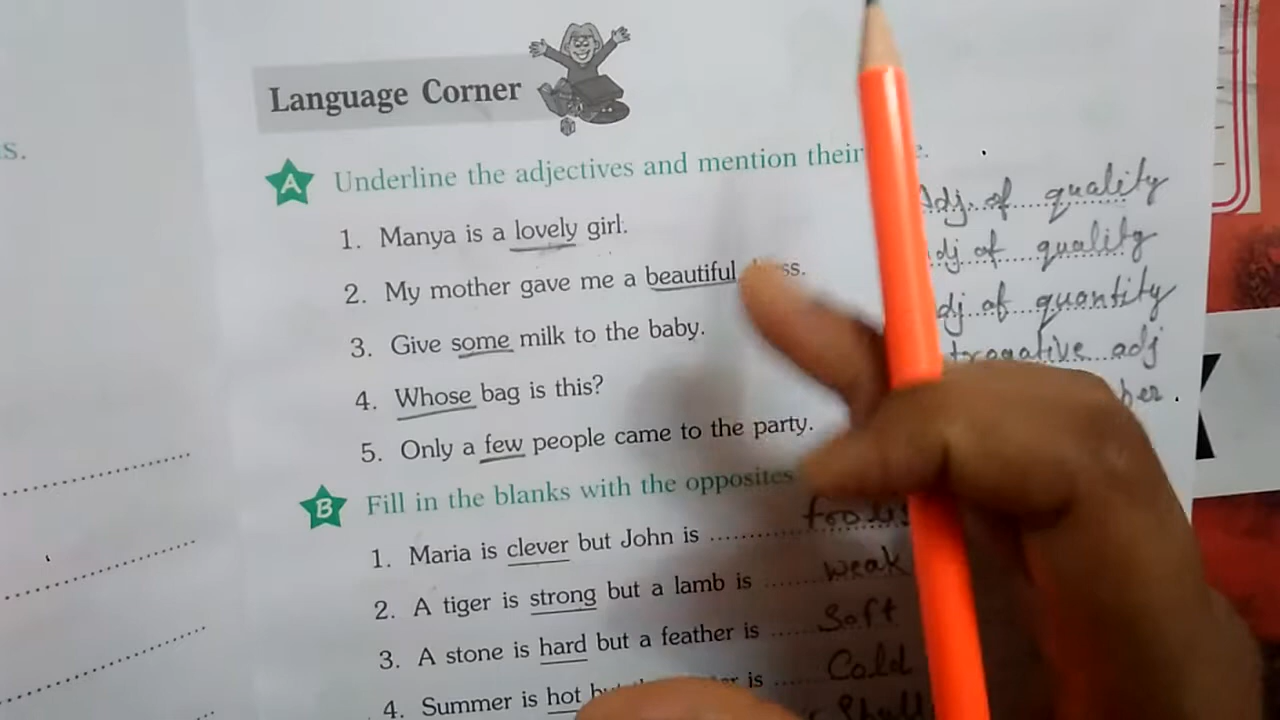 s.
Language Corner
A Underline the adjectives and mention their
1. Manya is a lovely girl. Adj. of quality
2. My mother gave me a beautiful adj of quality
3. Give some milk to the baby. adj of quantity
4. Whose bag is this? adj
5. Only a few people came to the party.
B Fill in the blanks with the opposites
1. Maria is clever but John is
2. A tiger is strong but a lamb is weak
3. A stone is hard but a feather is Soft
4. Summer is hot is Cold